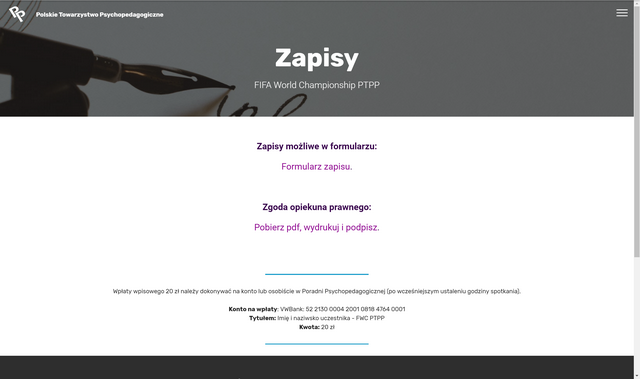 Polskie Towarzystwo Psychopedagogiczne
Zapisy
FIFA World Championship PTPP
Zapisy możliwe w formularzu:
Formularz zapisu.
Zgoda opiekuna prawnego:
Pobierz pdf, wydrukuj i podpisz.
Wpłaty wpisowego 20 zł należy dokonywać na konto lub osobiście w Poradni Psychopedagogicznej (po wcześniejszym ustaleniu godziny spotkania).
Konto na wpłaty: VWBank: 52 2130 0004 2001 0818 4764 0001
Tytułem: Imię i naziwsko uczestnika - FWC PTPP
Kwota: 20 zł